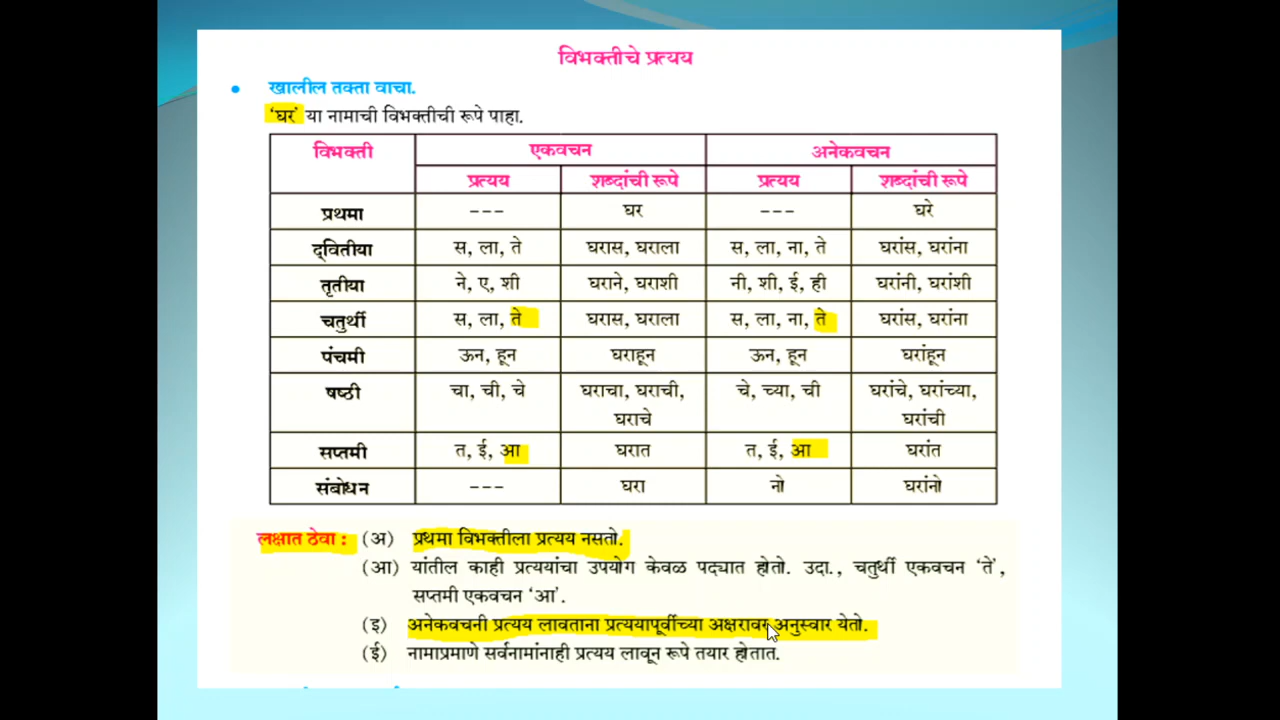 विभक्तीचे प्रत्यय
• खालील तक्ता वाचा.
‘घर’ या नामाची विभक्तीची रूपे पाहा.
विभक्ती एकवचन अनेकवचन
प्रत्यय शब्दांची रूपे प्रत्यय शब्दांची रूपे
प्रथमा --- घर --- घरे
द्वितीया स, ला, ते घरास, घराला स, ला, ना, ते घरांस, घरांना
तृतीया ने, ए, शी घराने, घराशी नी, शी, ई, ही घरांनी, घरांशी
चतुर्थी स, ला, ते घरास, घराला स, ला, ना, ते घरांस, घरांना
पंचमी ऊन, हून घराहून ऊन, हून घरांहून
षष्ठी चा, ची, चे घराचा, घराची, चे, च्या, ची घरांचे, घरांच्या,
घराचे घरांची
सप्तमी त, ई, आ घरात त, ई, आ घरांत
संबोधन --- घरा नो घरांनो
लक्षात ठेवा : (अ) प्रथमा विभक्तीला प्रत्यय नसतो.
(आ) यांतील काही प्रत्ययांचा उपयोग केवळ पद्यात होतो. उदा., चतुर्थी एकवचन ‘ते’,
सप्तमी एकवचन ‘आ’.
(इ) अनेकवचनी प्रत्यय लावताना प्रत्ययापूर्वीच्या अक्षरावर अनुस्वार येतो.
(ई) नामाप्रमाणे सर्वनामांनाही प्रत्यय लावून रूपे तयार होतात.